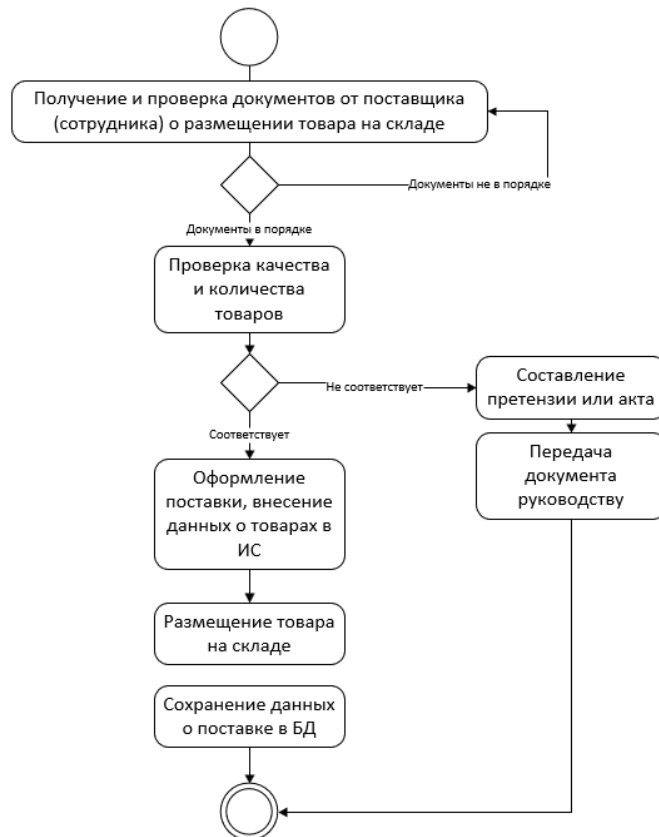 Получение и проверка документов от поставщика
(сотрудника) о размещении товара на складе
Документы не в порядке
Документы в порядке
Проверка качества
и количества
товаров
Не соответствует
Составление
претензии или акта
Соответствует
Передача
документа
руководству
Оформление
поставки, внесение
данных о товарах в
ИС
Размещение товара
на складе
Сохранение данных
о поставке в БД